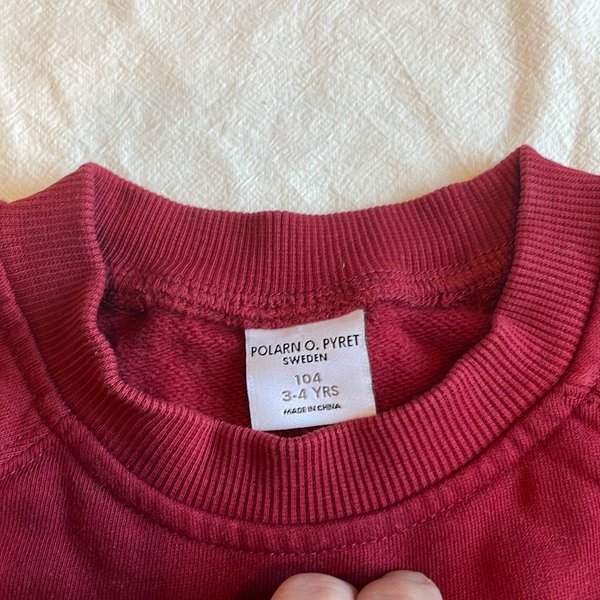 POLARN O. PYRET
SWEDEN
104
3-4 YRS
MADE IN CHINA